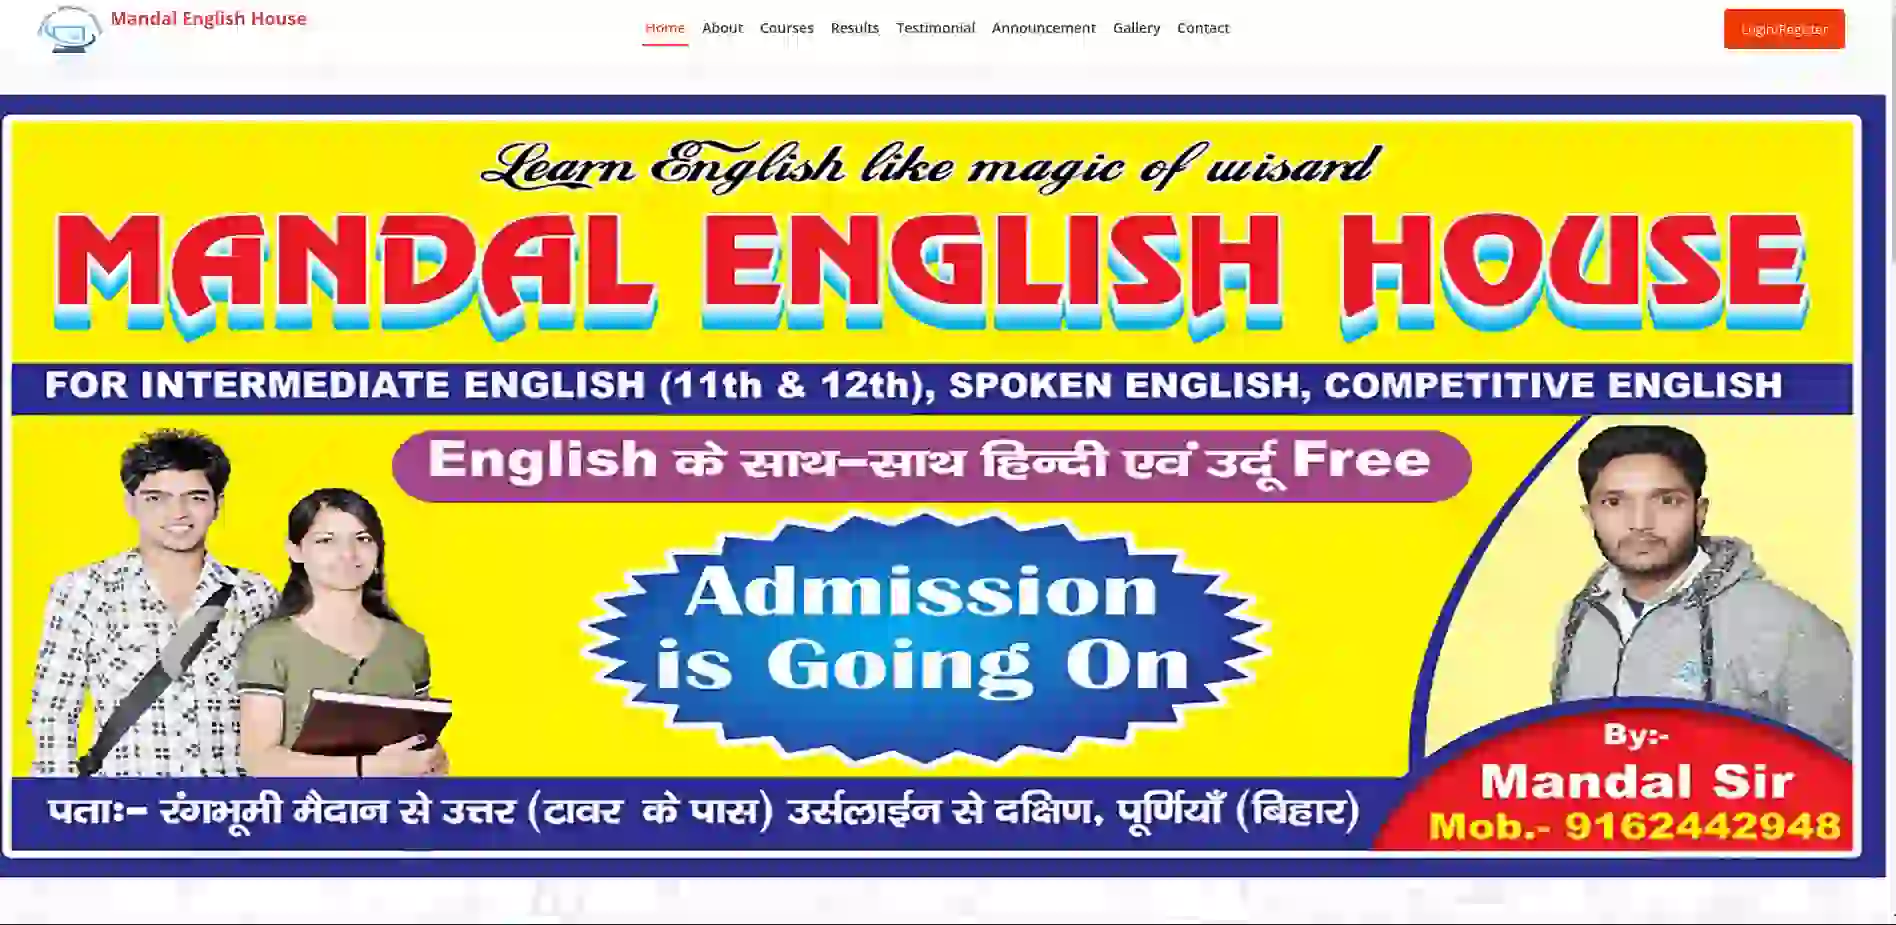 Mandal English House
Home About Courses Results Testimonial Announcement Gallery Contact
Login/Register
Learn English like magic of wisard
MANDAL ENGLISH HOUSE
FOR INTERMEDIATE ENGLISH (11th & 12th), SPOKEN ENGLISH, COMPETITIVE ENGLISH
English के साथ-साथ हिन्दी एवं उर्दू Free
Admission
is Going On
By:-
Mandal Sir
Mob.- 9162442948
पताः- रंगभूमी मैदान से उत्तर (टावर के पास) उर्सलाईन से दक्षिण, पूर्णियाँ (बिहार)